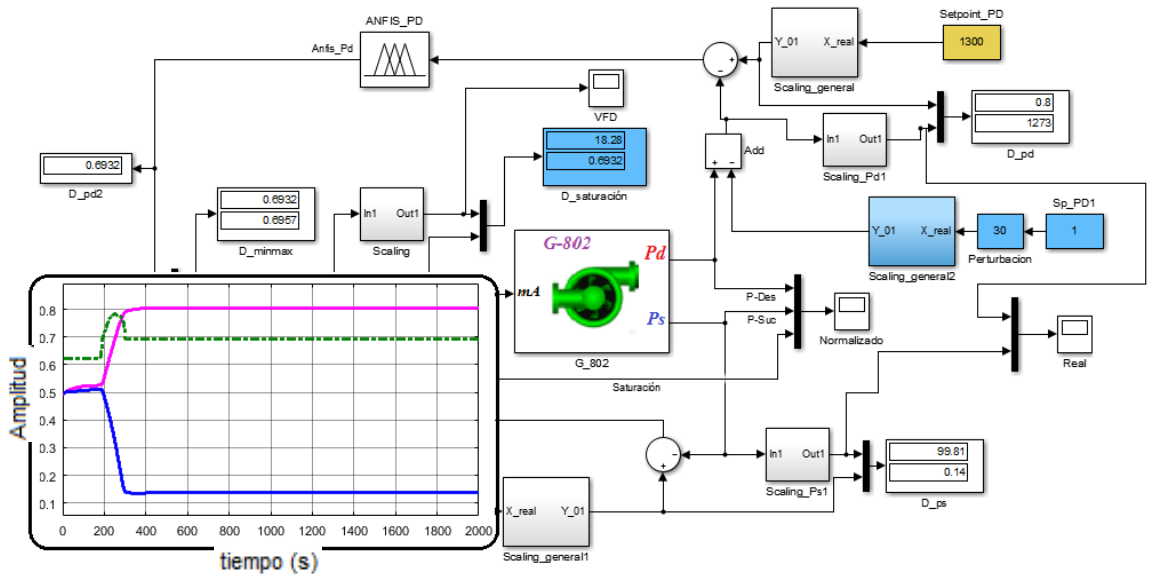 ANFIS_PD
Anfis_Pd
Setpoint_PD
1300
Y_01 X_real
Scaling_general
VFD
0.8
1273
D_pd
18.28
0.6932
D_saturación
Add
In1 Out1
Scaling_Pd1
0.6932
D_pd2
0.6932
0.6957
D_minmax
In1 Out1
Scaling
Sp_PD1
Y_01 X_real
30
1
Perturbacion
Scaling_general2
G-802
Pd
mA
Ps
G_802
P-Des
P-Suc
Normalizado
Saturación
Real
In1 Out1
Scaling_Ps1
99.81
0.14
D_ps
X_real Y_01
Scaling_general1
Amplitud
0.8
0.7
0.6
0.5
0.4
0.3
0.2
0.1
0 200 400 600 800 1000 1200 1400 1600 1800 2000
tiempo (s)